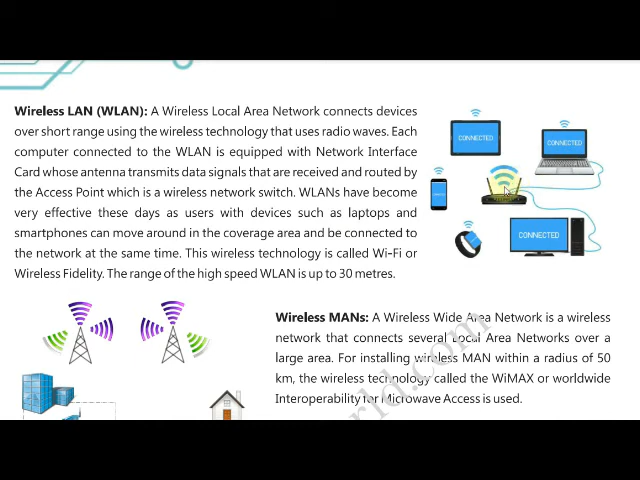 Wireless LAN (WLAN): A Wireless Local Area Network connects devices
over short range using the wireless technology that uses radio waves. Each
computer connected to the WLAN is equipped with Network Interface
Card whose antenna transmits data signals that are received and routed by
the Access Point which is a wireless network switch. WLANs have become
very effective these days as users with devices such as laptops and
smartphones can move around in the coverage area and be connected to
the network at the same time. This wireless technology is called Wi-Fi or
Wireless Fidelity. The range of the high speed WLAN is up to 30 metres.
CONNECTED
CONNECTED
CONNECTED
CONNECTED
Wireless MANs: A Wireless Wide Area Network is a wireless
network that connects several Local Area Networks over a
large area. For installing wireless MAN within a radius of 50
km, the wireless technology called the WiMAX or worldwide
Interoperability for Microwave Access is used.
rld.com